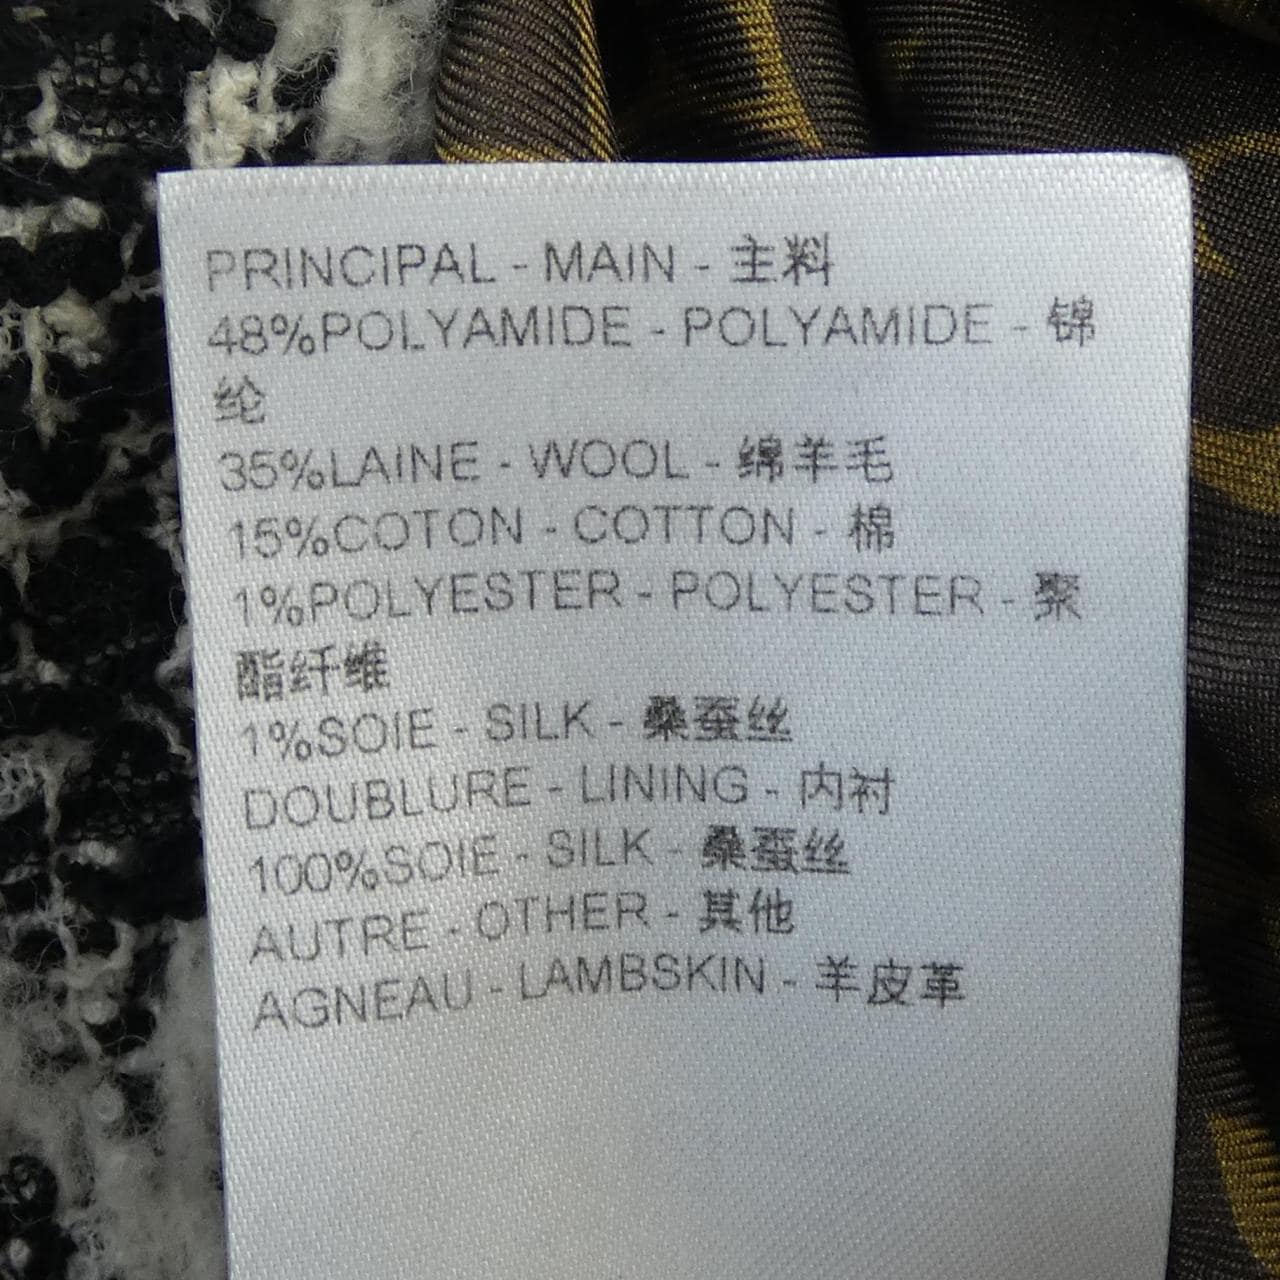 PRINCIPAL - MAIN - 主料
48%POLYAMIDE - POLYAMIDE - 锦
纶
35%LAINE - WOOL - 绵羊毛
15%COTON - COTTON - 棉
1%POLYESTER - POLYESTER - 聚
酯纤维
1%SOIE - SILK - 桑蚕丝
DOUBLURE - LINING - 内衬
100%SOIE - SILK - 桑蚕丝
AUTRE - OTHER - 其他
AGNEAU - LAMBSKIN - 羊皮革